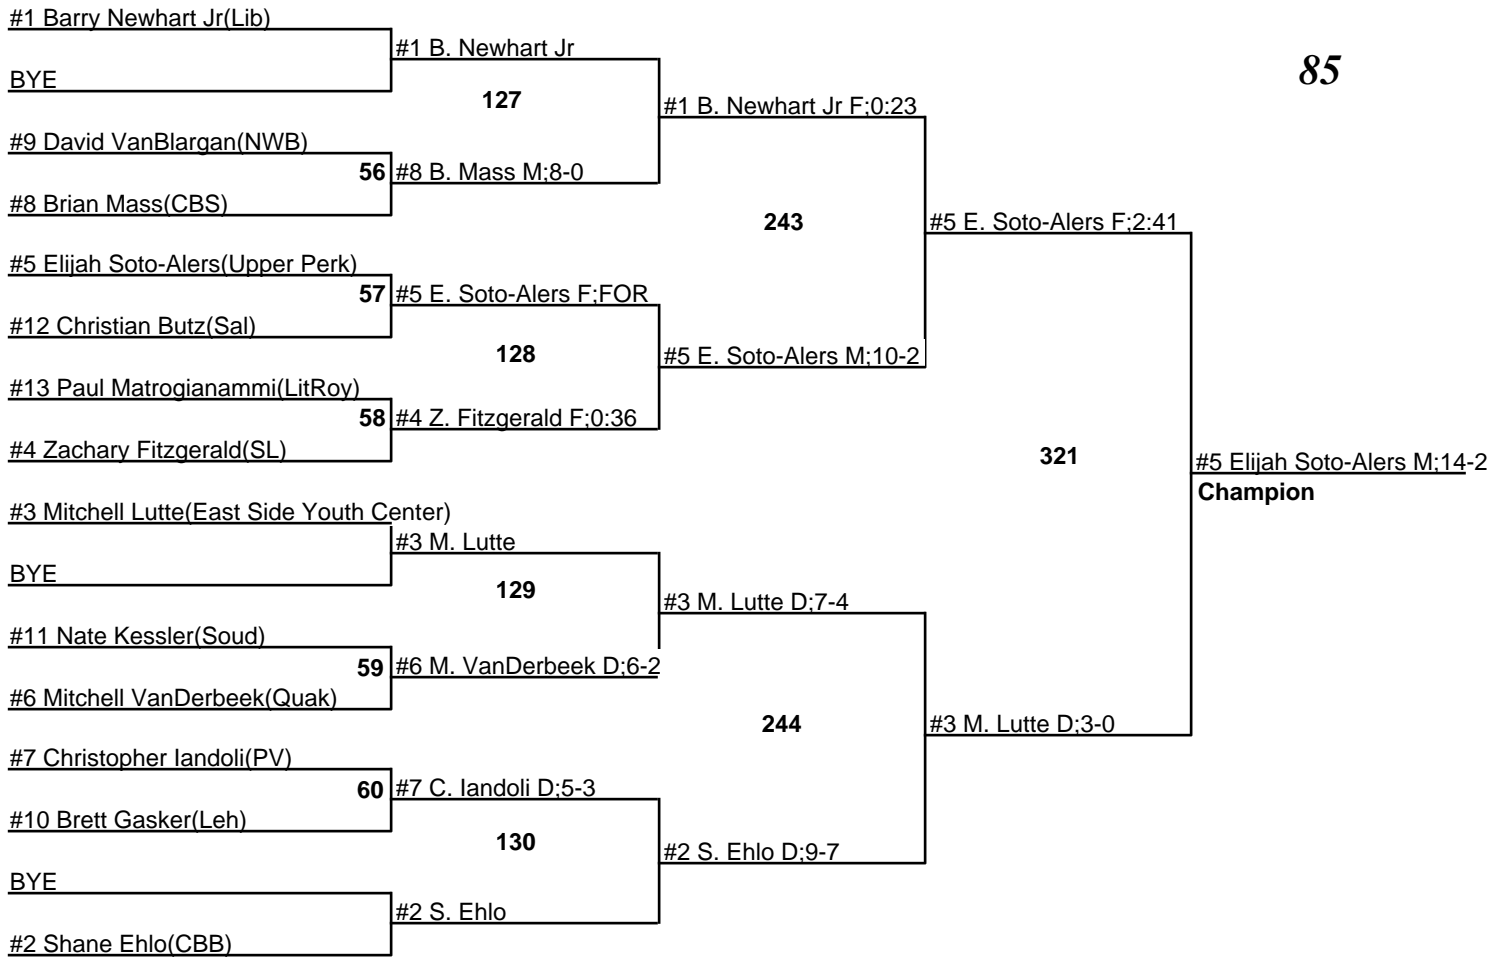 #1 Barry Newhart Jr(Lib)
#1 B. Newhart Jr
85
BYE
127
#1 B. Newhart Jr F;0:23
#9 David VanBlargan(NWB)
56
#8 B. Mass M;8-0
#8 Brian Mass(CBS)
243
#5 E. Soto-Alers F;2:41
#5 Elijah Soto-Alers(Upper Perk)
57
#5 E. Soto-Alers F;FOR
#12 Christian Butz(Sal)
128
#5 E. Soto-Alers M;10-2
#13 Paul Matrogianammi(LitRoy)
58
#4 Z. Fitzgerald F;0:36
#4 Zachary Fitzgerald(SL)
321
#5 Elijah Soto-Alers M;14-2
Champion
#3 Mitchell Lutte(East Side Youth Center)
#3 M. Lutte
BYE
129
#3 M. Lutte D;7-4
#11 Nate Kessler(Soud)
59
#6 M. VanDerbeek D;6-2
#6 Mitchell VanDerbeek(Quak)
244
#3 M. Lutte D;3-0
#7 Christopher Iandoli(PV)
60
#7 C. Iandoli D;5-3
#10 Brett Gasker(Leh)
130
#2 S. Ehlo D;9-7
BYE
#2 S. Ehlo
#2 Shane Ehlo(CBB)